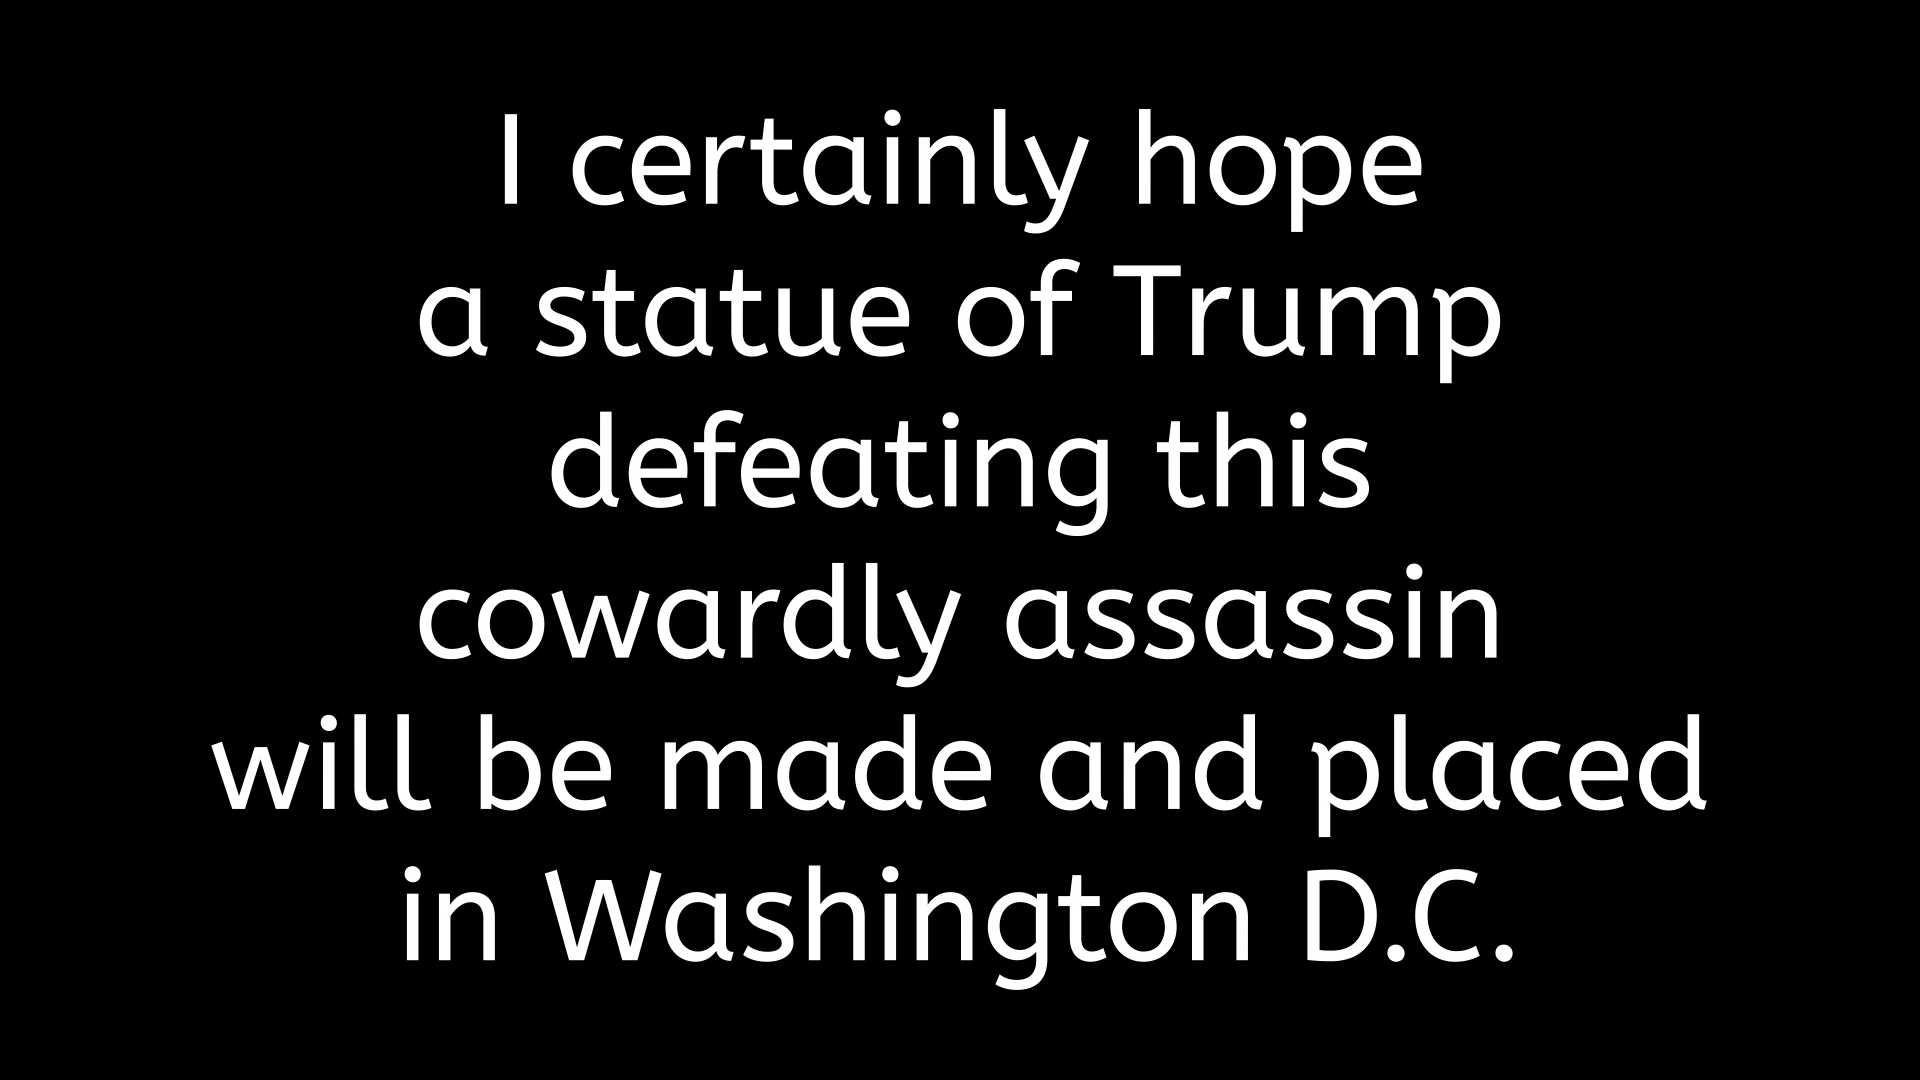 I certainly hope
a statue of Trump
defeating this
cowardly assassin
will be made and placed
in Washington D.C.